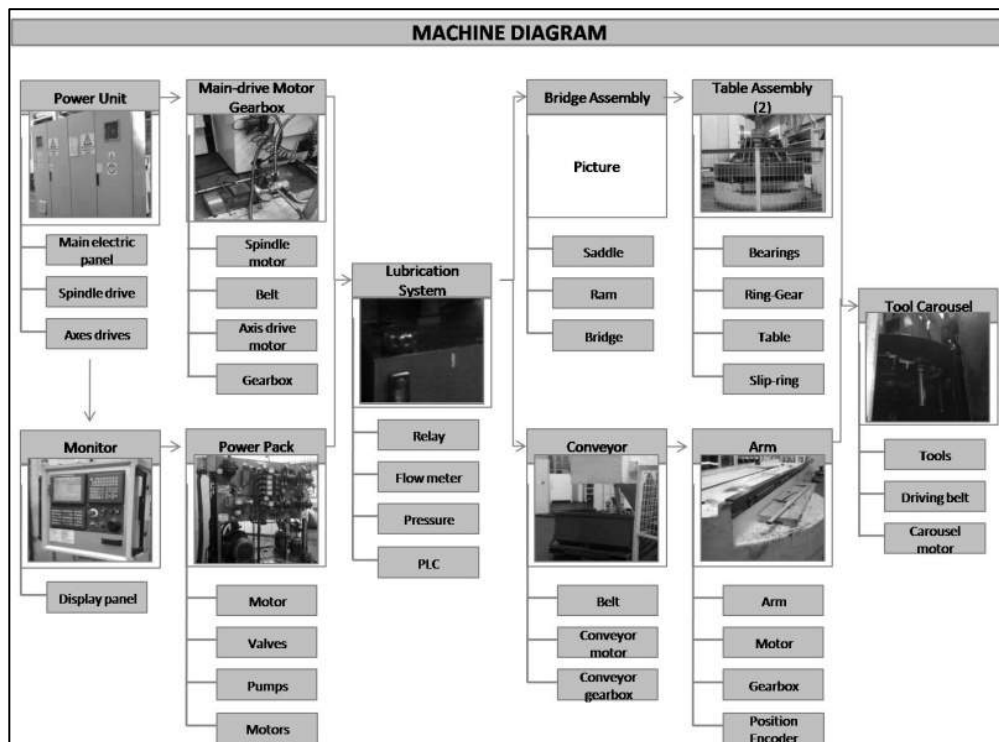 MACHINE DIAGRAM
Power Unit
Main electric
panel
Spindle drive
Axes drives
Main-drive Motor
Gearbox
Spindle
motor
Belt
Axis drive
motor
Gearbox
Monitor
Display panel
Power Pack
Motor
Valves
Pumps
Motors
Lubrication
System
Relay
Flow meter
Pressure
PLC
Bridge Assembly
Picture
Saddle
Ram
Bridge
Table Assembly
(2)
Bearings
Ring-Gear
Table
Slip-ring
Conveyor
Belt
Conveyor
motor
Conveyor
gearbox
Arm
Arm
Motor
Gearbox
Position
Encoder
Tool Carousel
Tools
Driving belt
Carousel
motor